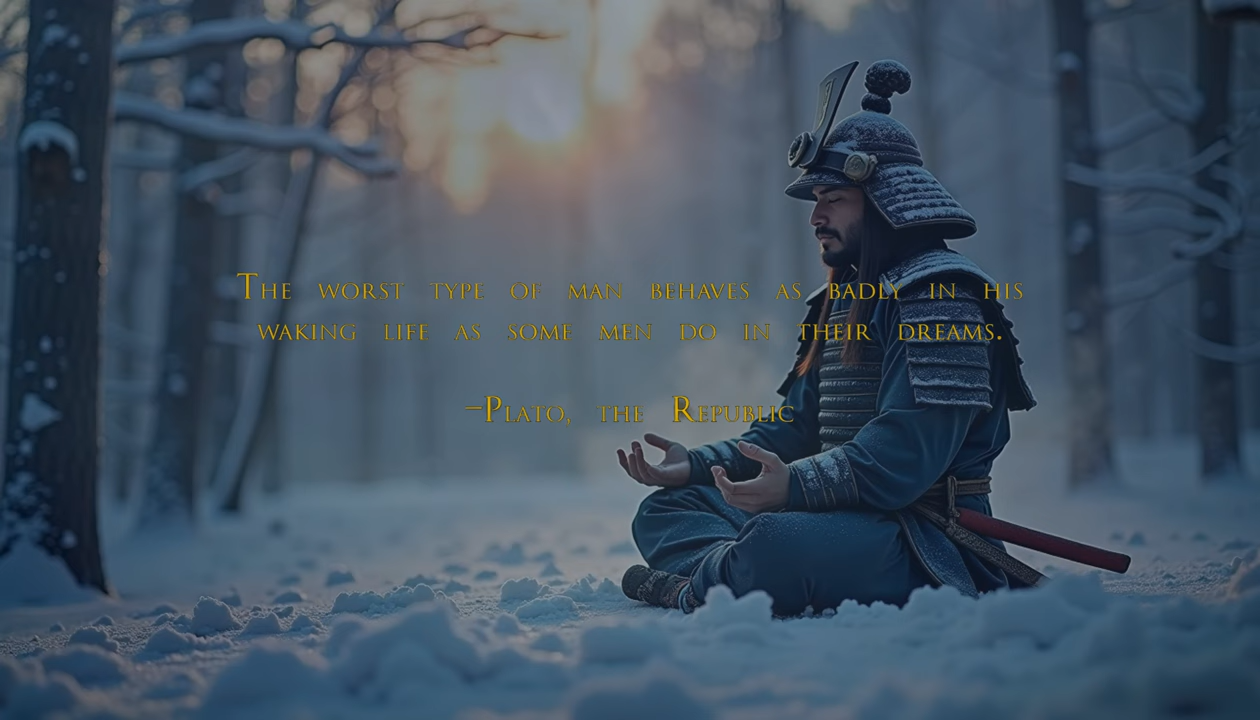 The worst type of man behaves as badly in his
waking life as some men do in their dreams.
–Plato, the Republic